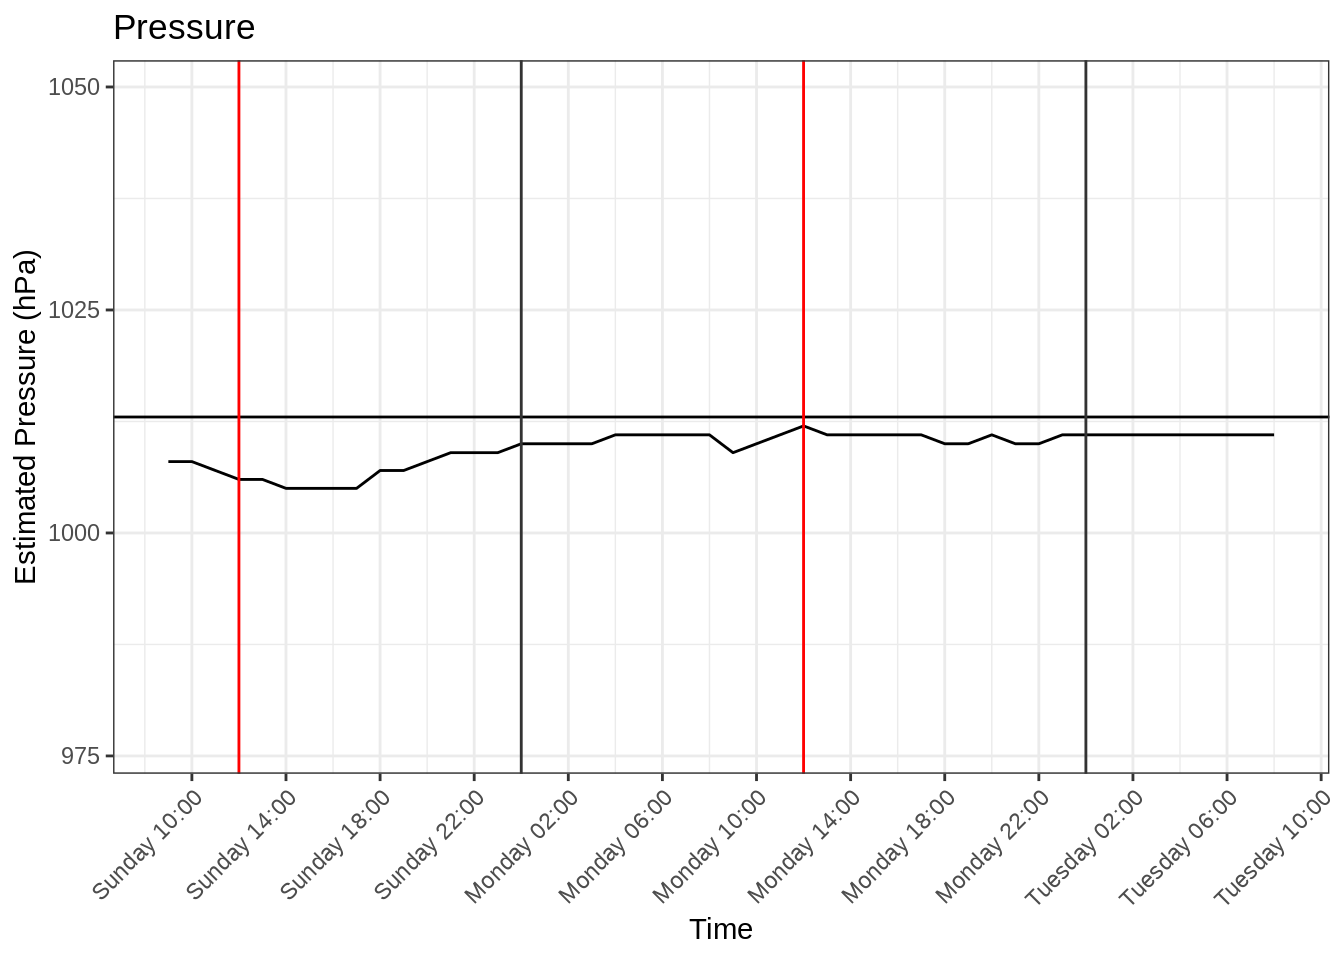 Pressure
Estimated Pressure (hPa)
1050
1025
1000
975
Sunday 10:00
Sunday 14:00
Sunday 18:00
Sunday 22:00
Monday 02:00
Monday 06:00
Monday 10:00
Monday 14:00
Monday 18:00
Monday 22:00
Tuesday 02:00
Tuesday 06:00
Tuesday 10:00
Time